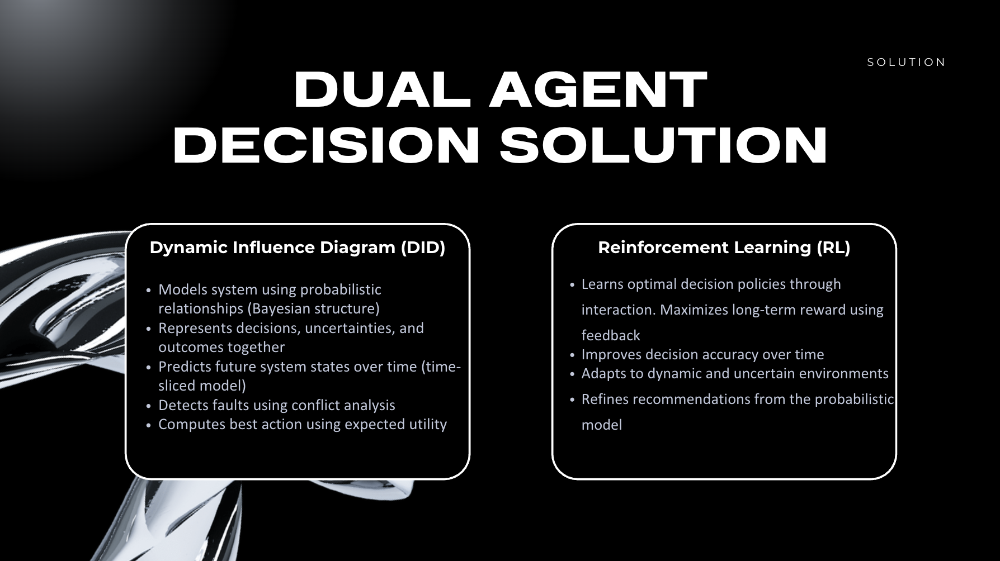 SOLUTION
DUAL AGENT
DECISION SOLUTION
Dynamic Influence Diagram (DID)
• Models system using probabilistic
relationships (Bayesian structure)
• Represents decisions, uncertainties, and
outcomes together
• Predicts future system states over time (time-
sliced model)
• Detects faults using conflict analysis
• Computes best action using expected utility
Reinforcement Learning (RL)
• Learns optimal decision policies through
interaction. Maximizes long-term reward using
feedback
• Improves decision accuracy over time
• Adapts to dynamic and uncertain environments
• Refines recommendations from the probabilistic
model